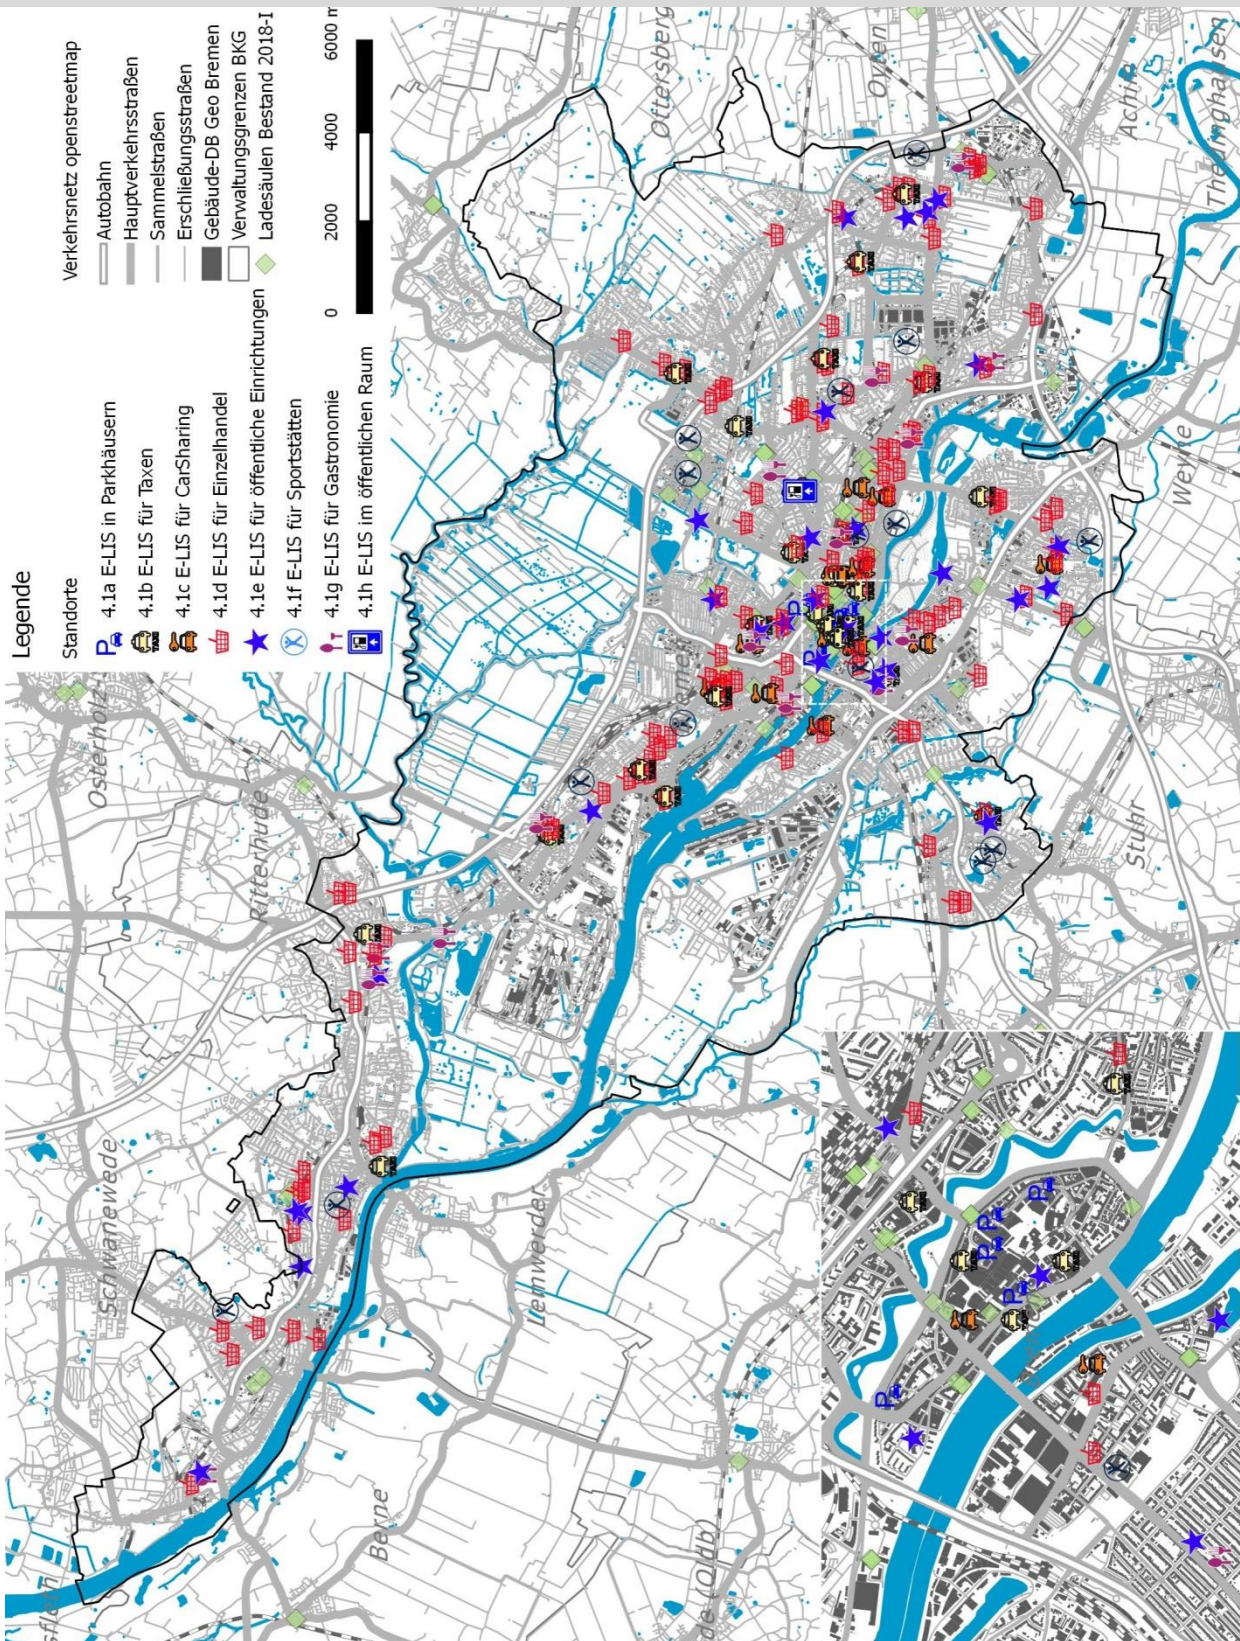 Legende
Standorte
4.1a E-LIS in Parkhäusern
4.1b E-LIS für Taxen
4.1c E-LIS für CarSharing
4.1d E-LIS für Einzelhandel
4.1e E-LIS für öffentliche Einrichtungen
4.1f E-LIS für Sportstätten
4.1g E-LIS für Gastronomie
4.1h E-LIS im öffentlichen Raum
Verkehrsnetz openstreetmap
Autobahn
Hauptverkehrsstraßen
Sammelstraßen
Erschließungsstraßen
Gebäude-DB Geo Bremen
Verwaltungsgrenzen BKG
Ladesäulen Bestand 2018-I
0 2000 4000 6000 m
Schwanewede
Osterholz
Ritterhude
Ottersberg
Oyten
Achim
Thedinghausen
Weyhe
Stuhr
Lemwerder
Berne